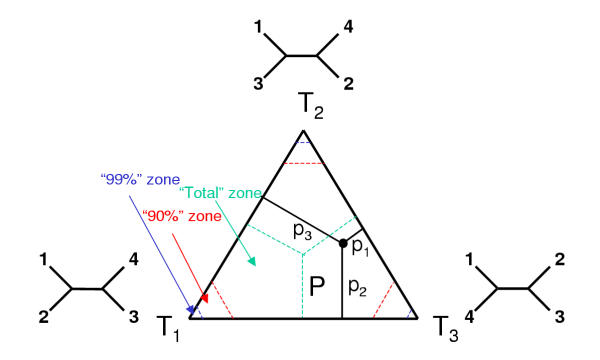 1 4
3 2
T2
“99%” zone
“Total” zone
“90%” zone
p3
p1
1 4
2 3
P
p2
1 2
4 3
T1
T3